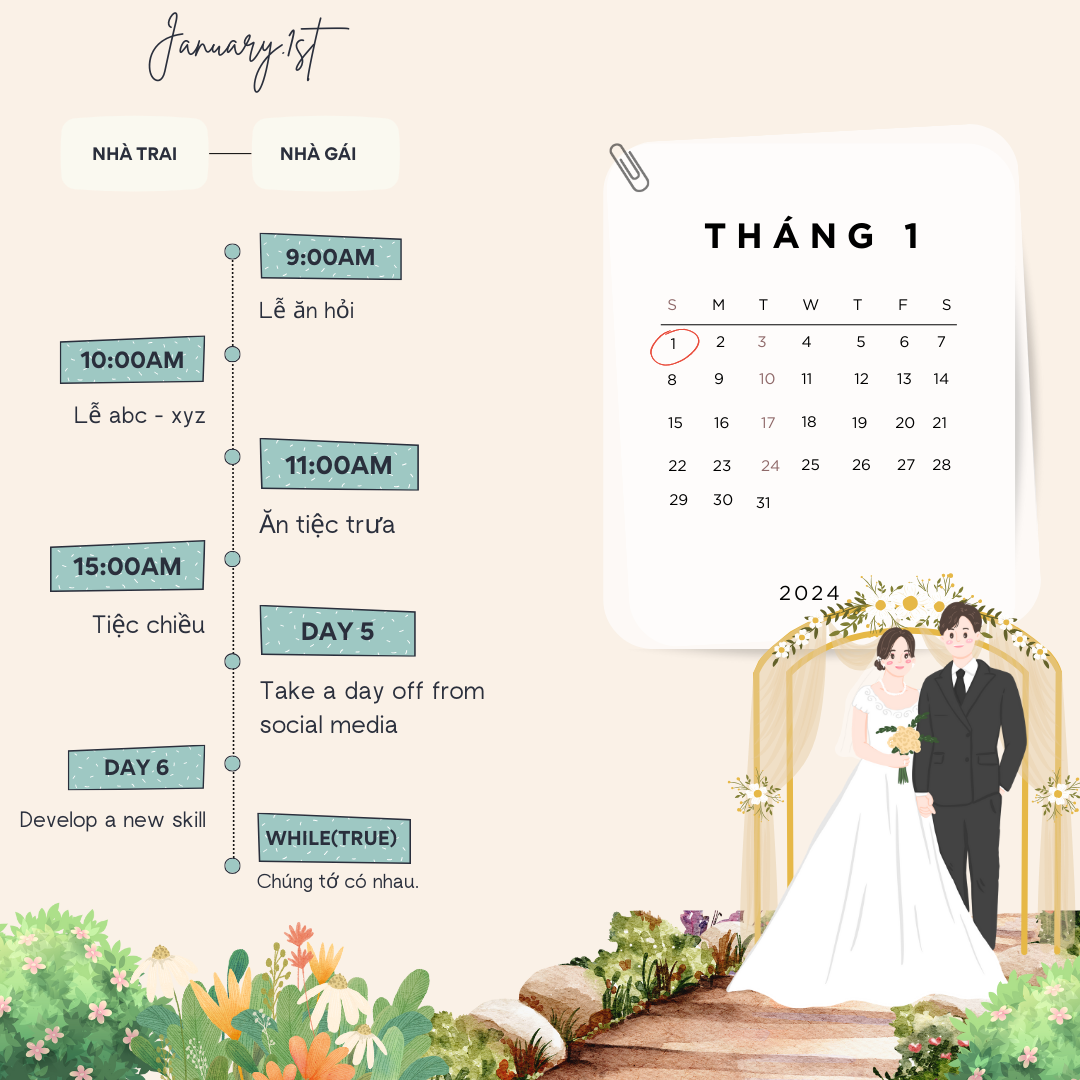 January.1st
NHÀ TRAI
NHÀ GÁI
9:00AM
Lễ ăn hỏi
10:00AM
Lễ abc - xyz
11:00AM
Ăn tiệc trưa
15:00AM
Tiệc chiều
DAY 5
Take a day off from
social media
DAY 6
Develop a new skill
WHILE(TRUE)
Chúng tớ có nhau.
THÁNG 1
S M T W T F S
1 2 3 4 5 6 7
8 9 10 11 12 13 14
15 16 17 18 19 20 21
22 23 24 25 26 27 28
29 30 31
2024